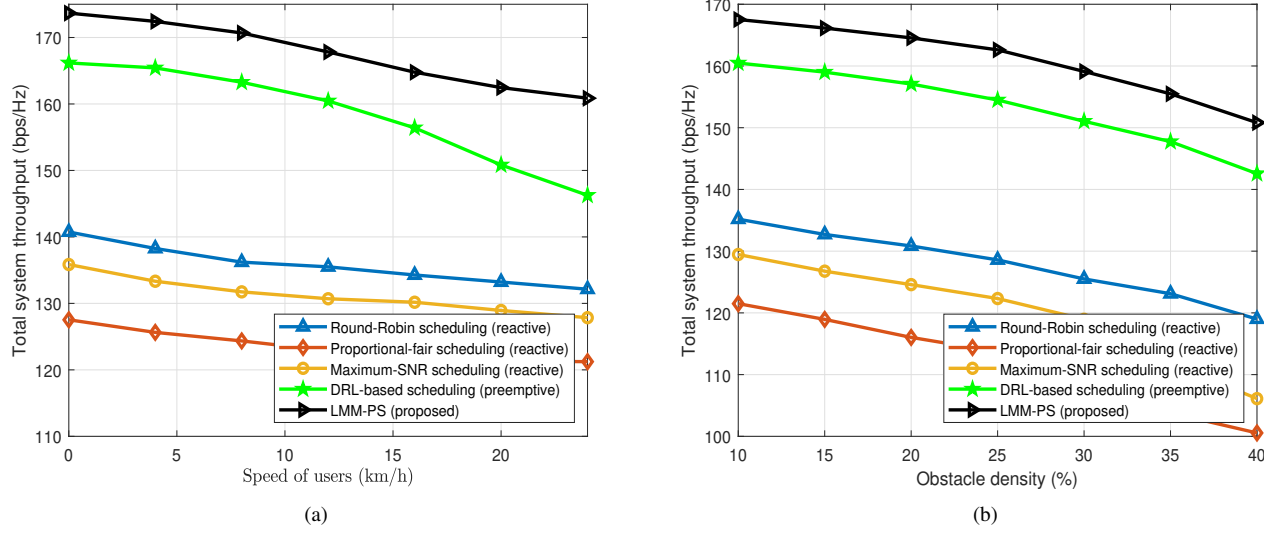 Total system throughput (bps/Hz)
170
160
150
140
130
120
110
0
5
10
15
20
Speed of users (km/h)
Round-Robin scheduling (reactive)
Proportional-fair scheduling (reactive)
Maximum-SNR scheduling (reactive)
DRL-based scheduling (preemptive)
LMM-PS (proposed)
(a)
Total system throughput (bps/Hz)
170
160
150
140
130
120
110
100
10
15
20
25
30
35
40
Obstacle density (%)
Round-Robin scheduling (reactive)
Proportional-fair scheduling (reactive)
Maximum-SNR scheduling (reactive)
DRL-based scheduling (preemptive)
LMM-PS (proposed)
(b)